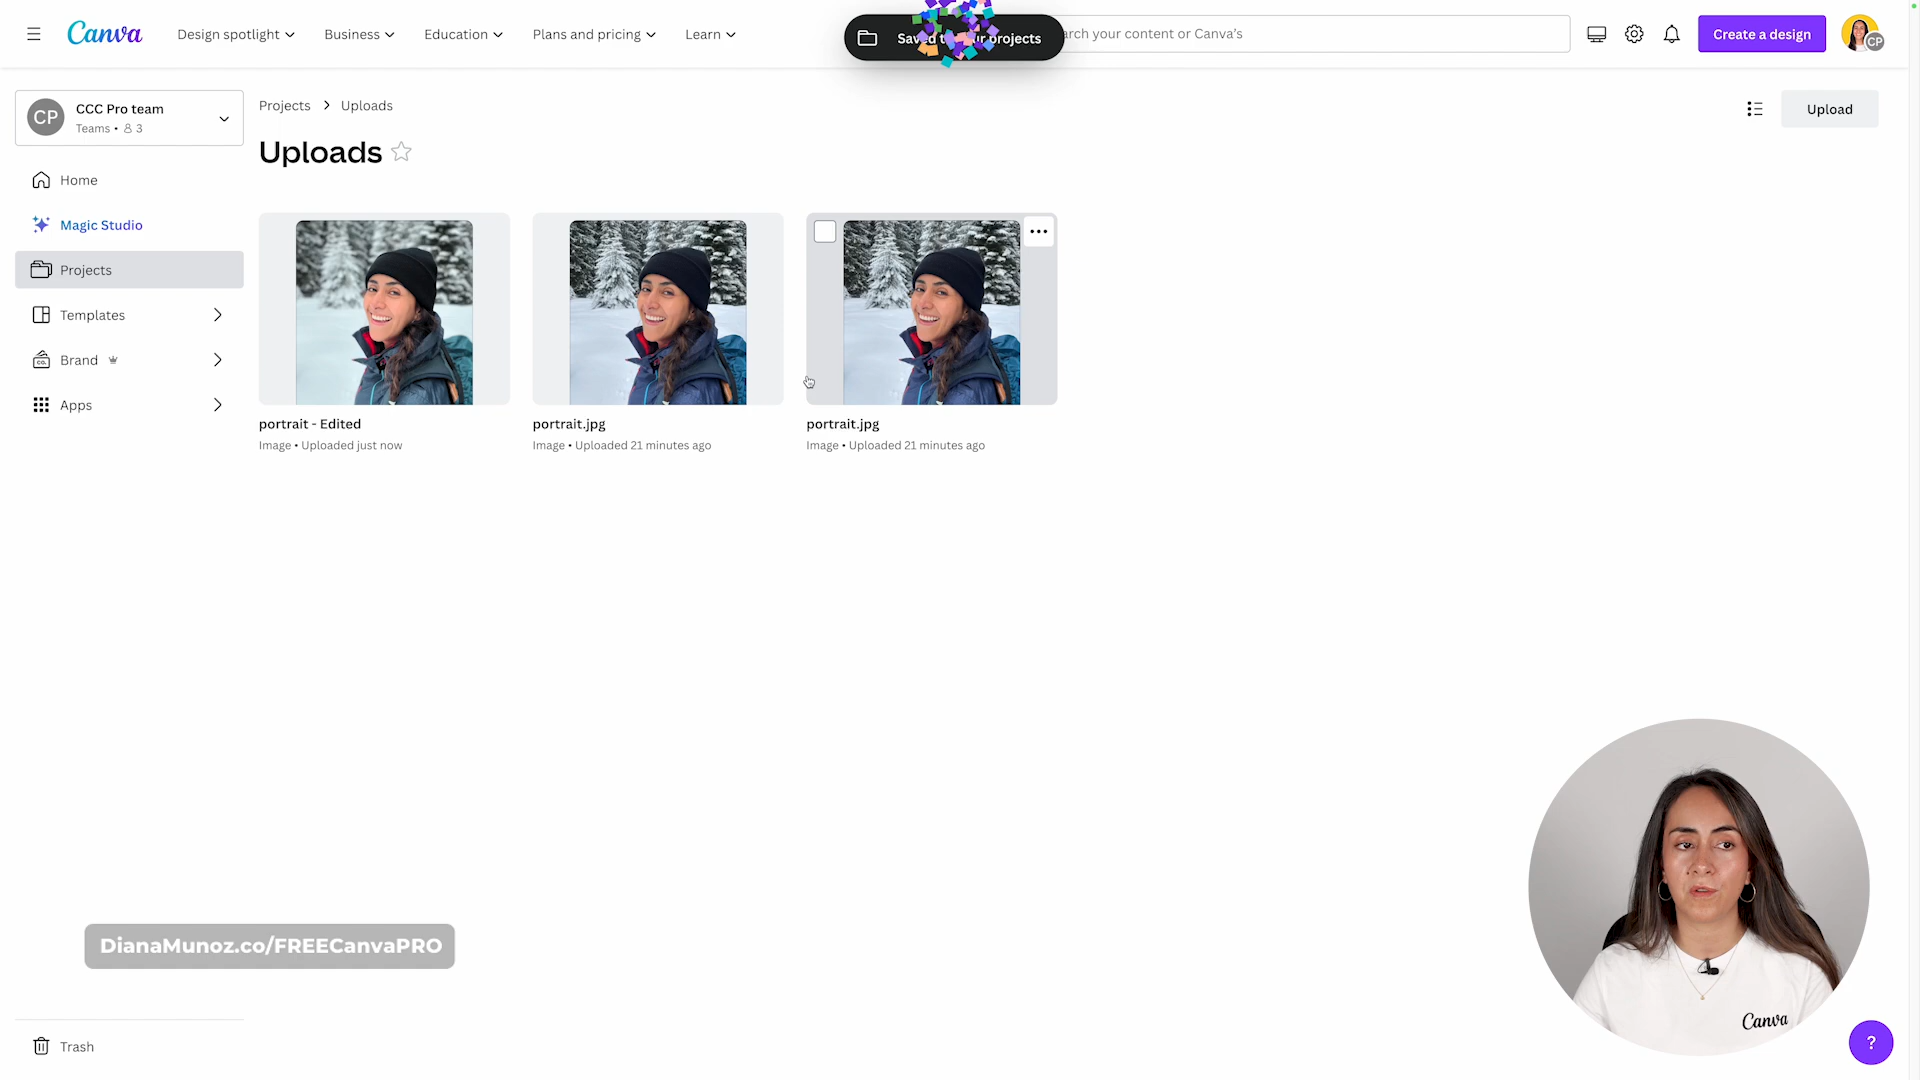 Canva
Design spotlight
Business
Education
Plans and pricing
Learn
projects
your content or Canva's
Create a design
CP
CP
CCC Pro team
Teams • 3
Projects > Uploads
Upload
Uploads
Home
Magic Studio
Projects
Templates
Brand
Apps
portrait - Edited
Image • Uploaded just now
portrait.jpg
Image • Uploaded 21 minutes ago
portrait.jpg
Image • Uploaded 21 minutes ago
DianaMunoz.co/FREECanvaPRO
Canva
Trash
?